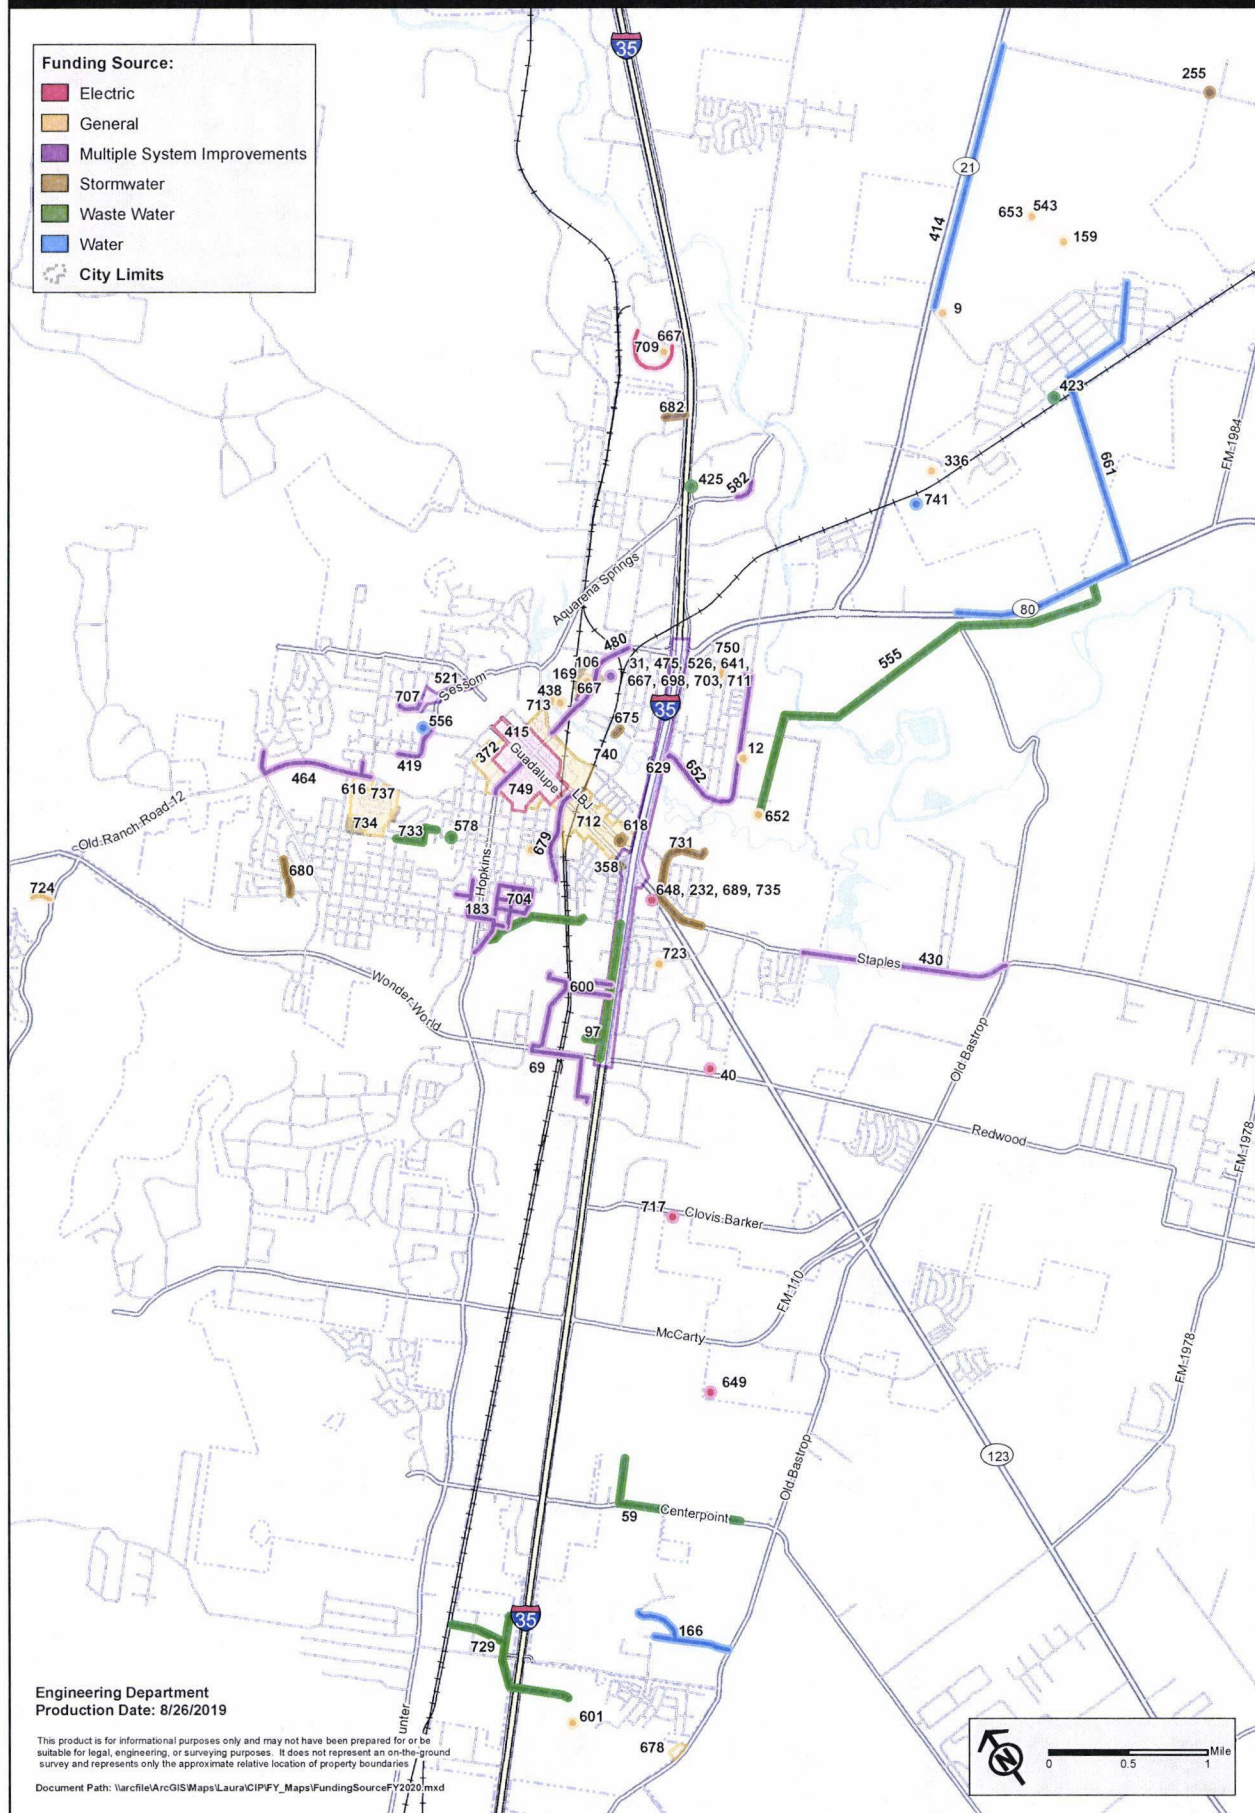 Funding Source:
Electric
General
Multiple System Improvements
Stormwater
Waste Water
Water
City Limits
35
255
21
414
653 543
159
9
709 667
682
423
661
FM-1984
336
741
425
582
Aquarena Springs
80
555
480
750
106
169
667
31, 475, 526, 641,
667, 698, 703, 711
521
Sessom
707
438
713
35
556
415
675
372
Guadalupe
740
12
419
629
652
464
616 737
749
LBJ
652
Old Ranch Road 12
734
733
578
712
618
731
679
358
680
724
Hopkins
648, 232, 689, 735
704
183
723
Staples
430
Wonder World
600
97
69
40
Old Bastrop
Redwood
FM-1978
717
Clovis Barker
FM-110
McCarty
FM-1978
649
Old Bastrop
123
59
Centerpoint
35
729
166
601
678
unter
Engineering Department
Production Date: 8/26/2019
This product is for informational purposes only and may not have been prepared for or be
suitable for legal, engineering, or surveying purposes. It does not represent an on-the-ground
survey and represents only the approximate relative location of property boundaries
Document Path: \\arcfile\ArcGIS\Maps\Laura\CIP\FY_Maps\FundingSourceFY2020.mxd
N
0 0.5 1 Mile